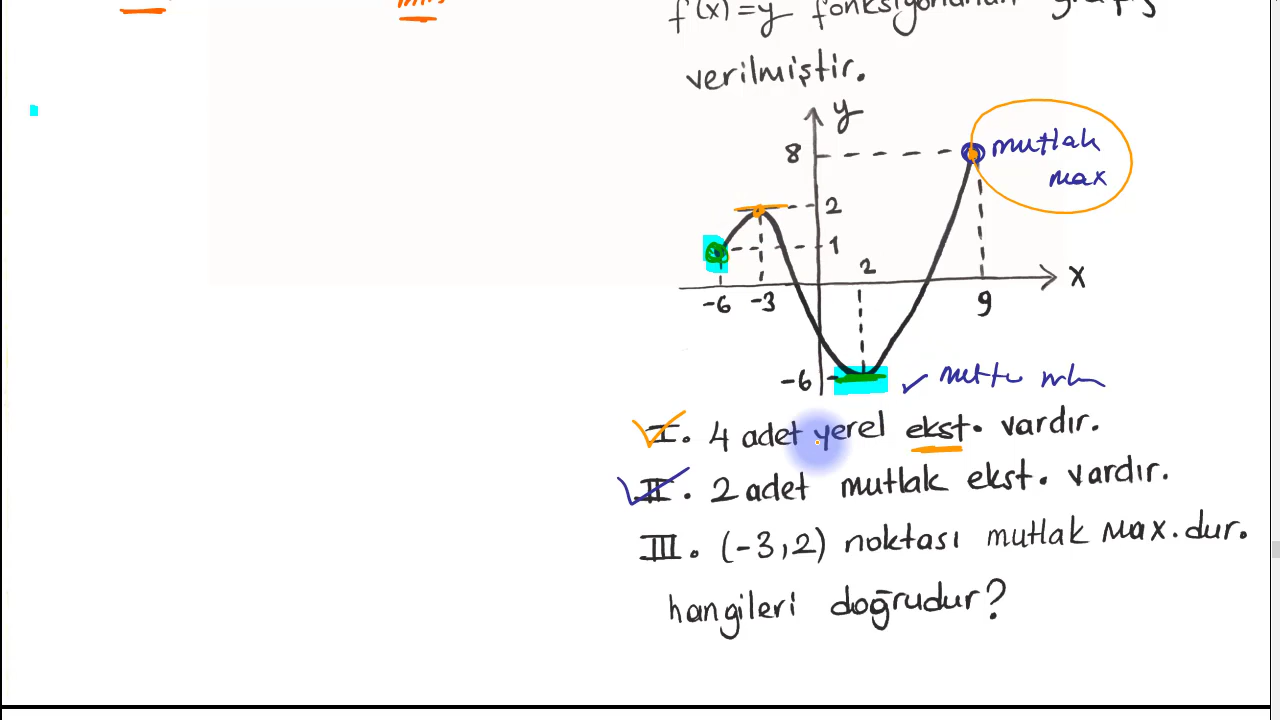 f(x)=y fonksiyonunun
verilmiştir.
y
8
mutlak
max
2
1
2
x
-6
-3
9
-6
I. 4 adet yerel ekst. vardır.
II. 2 adet mutlak ekst. vardır.
III. (-3,2) noktası mutlak max.dur.
hangileri doğrudur?